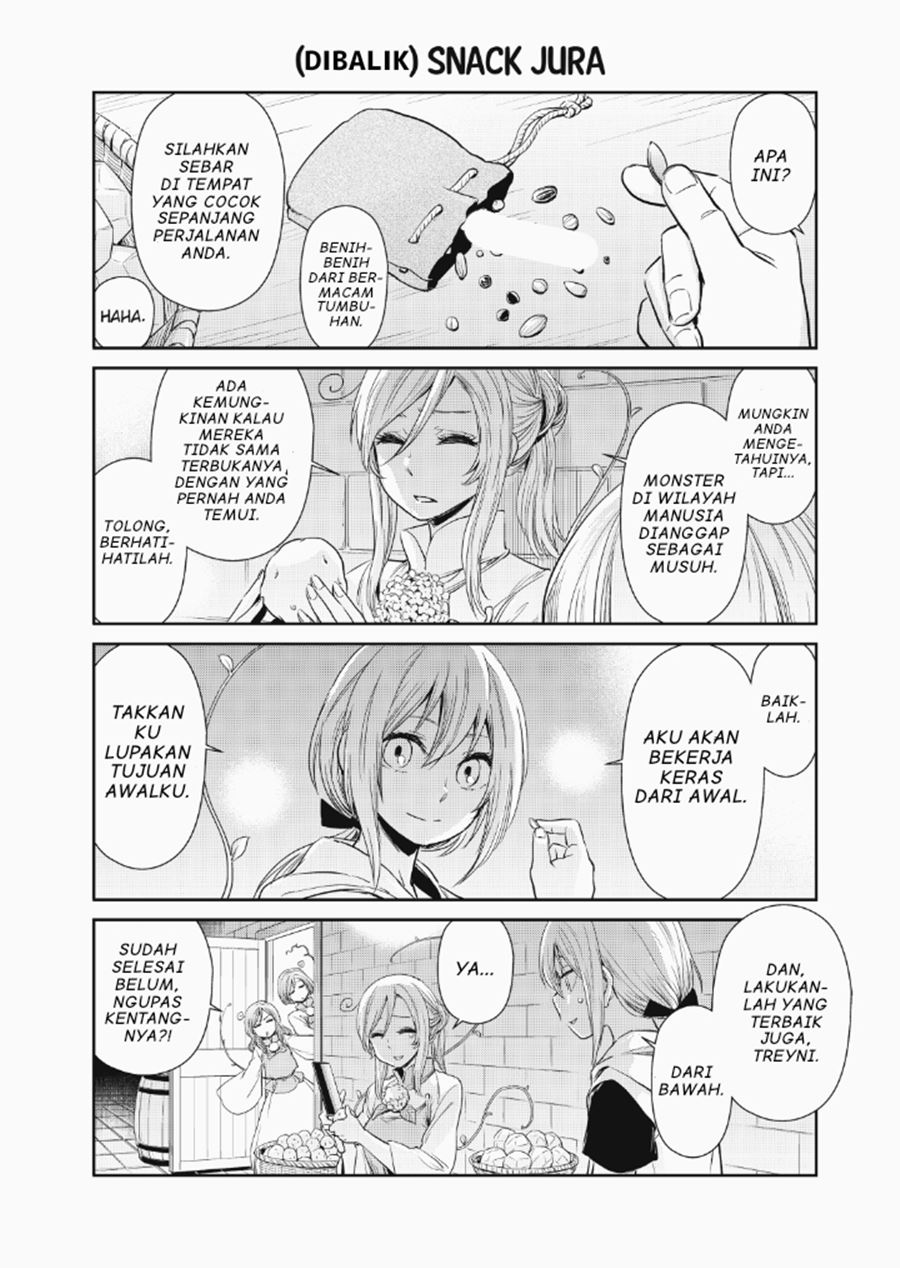 (DIBALIK) SNACK JURA
APA
INI?
BENIH-
BENIH
DARI BER-
MACAM
TUMBU-
HAN.
SILAHKAN
SEBAR
DI TEMPAT
YANG COCOK
SEPANJANG
PERJALANAN
ANDA.
HAHA.
MUNGKIN
ANDA
MENGE-
TAHUINYA,
TAPI...
MONSTER
DI WILAYAH
MANUSIA
DIANGGAP
SEBAGAI
MUSUH.
ADA
KEMUNG-
KINAN KALAU
MEREKA
TIDAK SAMA
TERBUKANYA,
DENGAN YANG
PERNAH ANDA
TEMUI.
TOLONG,
BERHATI-
HATILAH.
BAIK-
LAH.
AKU AKAN
BEKERJA
KERAS
DARI AWAL.
TAKKAN
KU
LUPAKAN
TUJUAN
AWALKU.
DAN,
LAKUKAN-
LAH YANG
TERBAIK
JUGA,
TREYNI.
DARI
BAWAH.
YA...
SUDAH
SELESAI
BELUM,
NGUPAS
KENTANG-
NYA?!